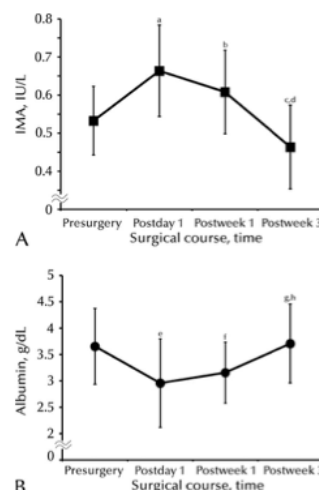 0.8
a
0.7
b
0.6
c,d
0.5
0.4
0
IMA, IU/L
Presurgery Postday 1 Postweek 1 Postweek 3
A Surgical course, time
5
4.5
g,h
4
3.5
e
f
3
2.5
2
0
Albumin, g/dL
Presurgery Postday 1 Postweek 1 Postweek 3
B Surgical course, time